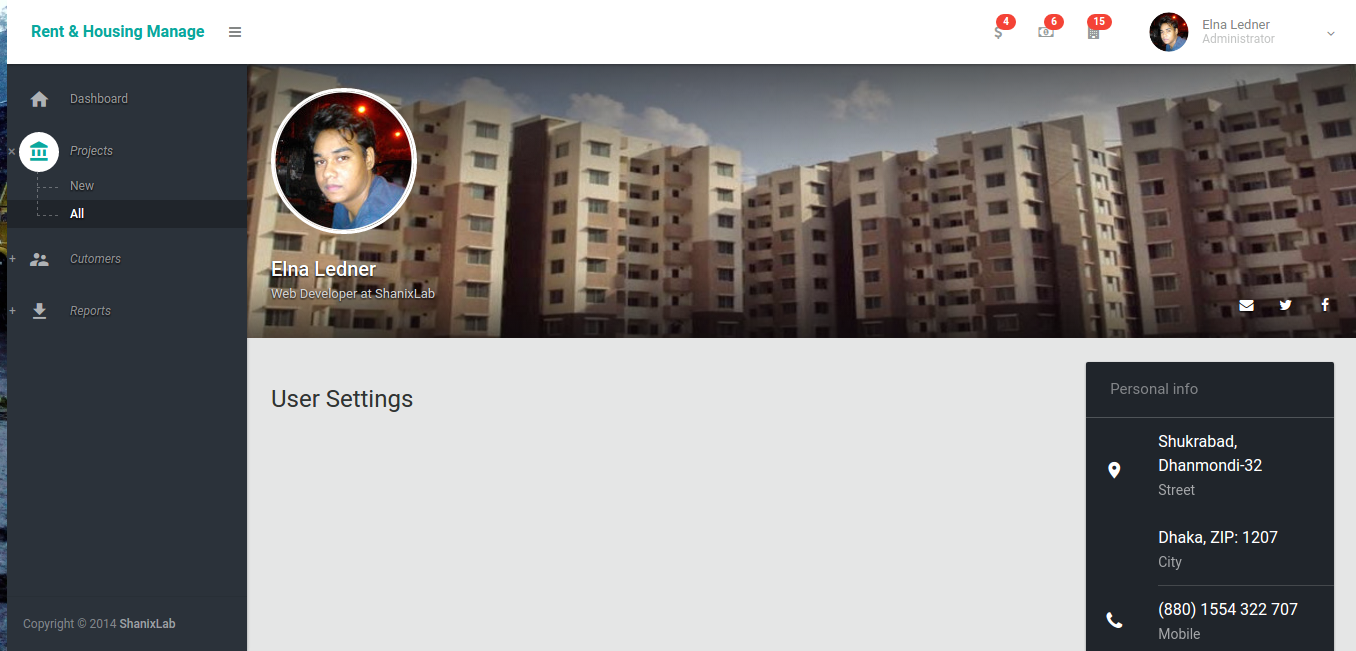 Rent & Housing Manage
4
6
15
Elna Ledner
Administrator
Dashboard
Projects
New
All
Cutomers
Reports
Copyright © 2014 ShanixLab
Elna Ledner
Web Developer at ShanixLab
User Settings
Personal info
Shukrabad,
Dhanmondi-32
Street
Dhaka, ZIP: 1207
City
(880) 1554 322 707
Mobile